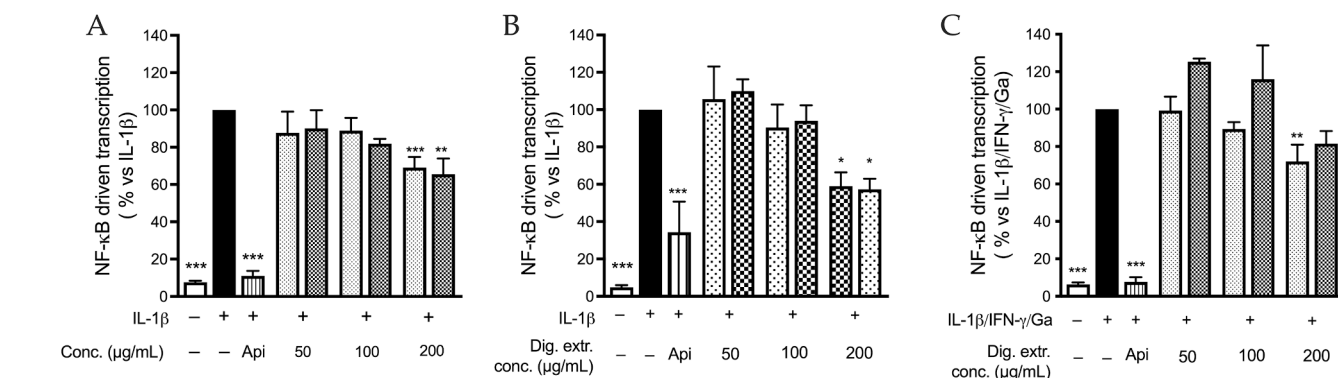 A
NF-κB driven transcription
( % vs IL-1β)
140
120
100
80
60
40
20
0
***
***
***
**
IL-1β – + + + + +
Conc. (μg/mL) – – Api 50 100 200
B
NF-κB driven transcription
( % vs IL-1β)
140
120
100
80
60
40
20
0
***
***
*
*
IL-1β – + + + + +
Dig. extr.
conc. (μg/mL) – – Api 50 100 200
C
NF-κB driven transcription
( % vs IL-1β/IFN-γ/Ga)
140
120
100
80
60
40
20
0
***
***
**
IL-1β/IFN-γ/Ga – + + + + +
Dig. extr.
conc. (μg/mL) – – Api 50 100 200